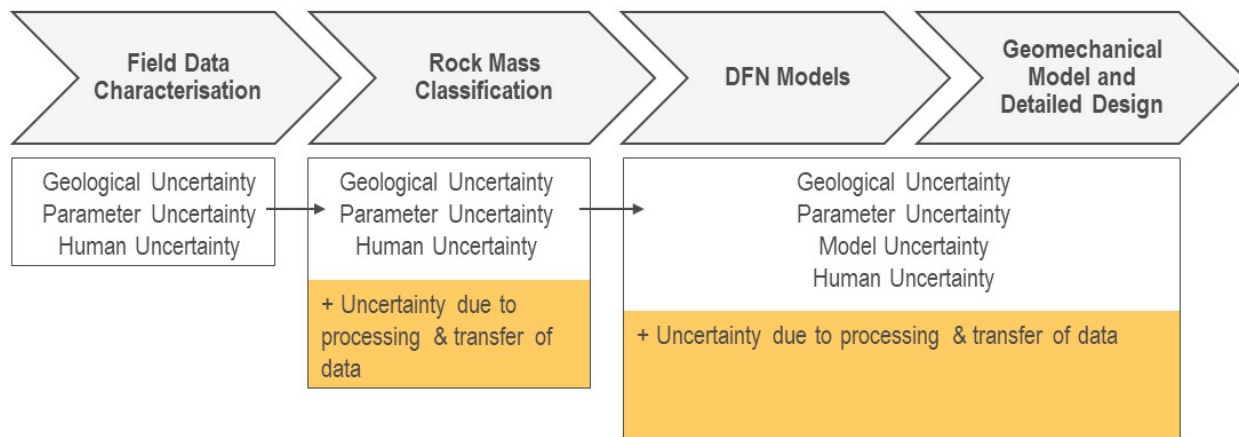 Field Data
Characterisation
Rock Mass
Classification
DFN Models
Geomechanical
Model and
Detailed Design
Geological Uncertainty
Parameter Uncertainty
Human Uncertainty
Geological Uncertainty
Parameter Uncertainty
Human Uncertainty
+ Uncertainty due to
processing & transfer of
data
Geological Uncertainty
Parameter Uncertainty
Model Uncertainty
Human Uncertainty
+ Uncertainty due to processing & transfer of data